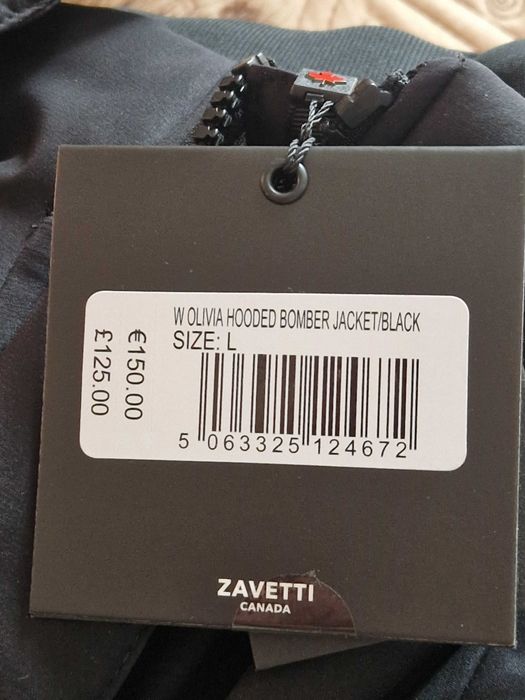 W OLIVIA HOODED BOMBER JACKET/BLACK
SIZE: L
€150.00
£125.00
5 063325 124672
ZAVETTI
CANADA